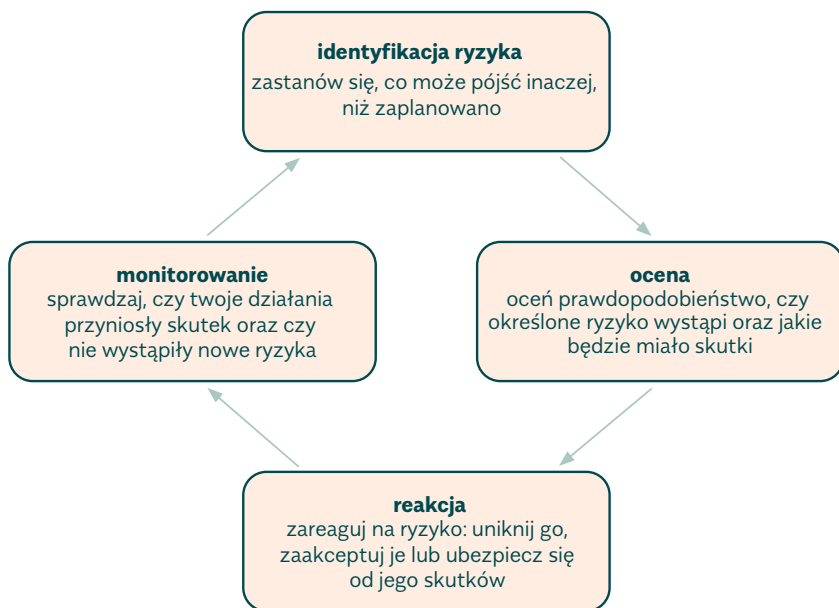 identyfikacja ryzyka
zastanów się, co może pójść inaczej,
niż zaplanowano
monitorowanie
sprawdzaj, czy twoje działania
przyniosły skutek oraz czy
nie wystąpiły nowe ryzyka
ocena
oceń prawdopodobieństwo, czy
określone ryzyko wystąpi oraz jakie
będzie miało skutki
reakcja
zareaguj na ryzyko: uniknij go,
zaakceptuj je lub ubezpiecz się
od jego skutków